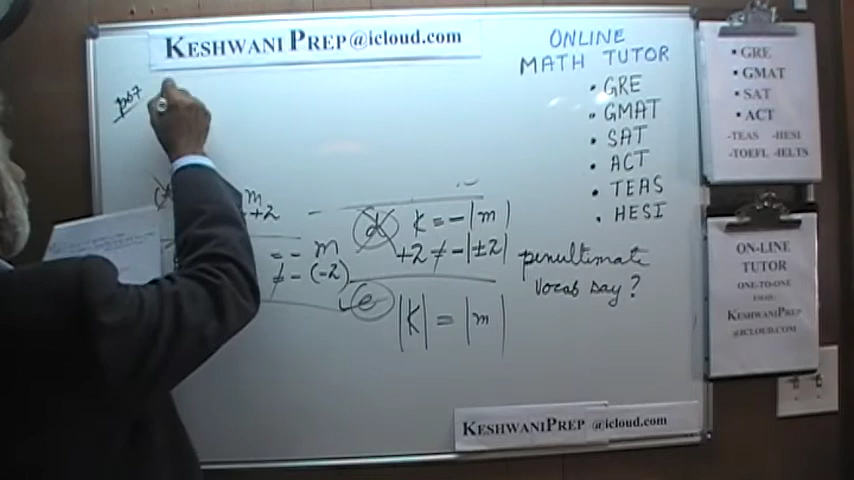 KESHWANI PREP@icloud.com
pb7
m
+2
= - m
≠ - (-2)
d K = - |m|
+2 ≠ - |±2|
e
|K| = |m|
penultimate
vocab say ?
ONLINE
MATH TUTOR
• GRE
• GMAT
• SAT
• ACT
• TEAS
• HESI
KESHWANIPREP @icloud.com
• GRE
• GMAT
• SAT
• ACT
-TEAS -HESI
-TOEFL -IELTS
ON-LINE
TUTOR
ONE-TO-ONE
EMAIL:
KESHWANIPREP
@ICLOUD.COM